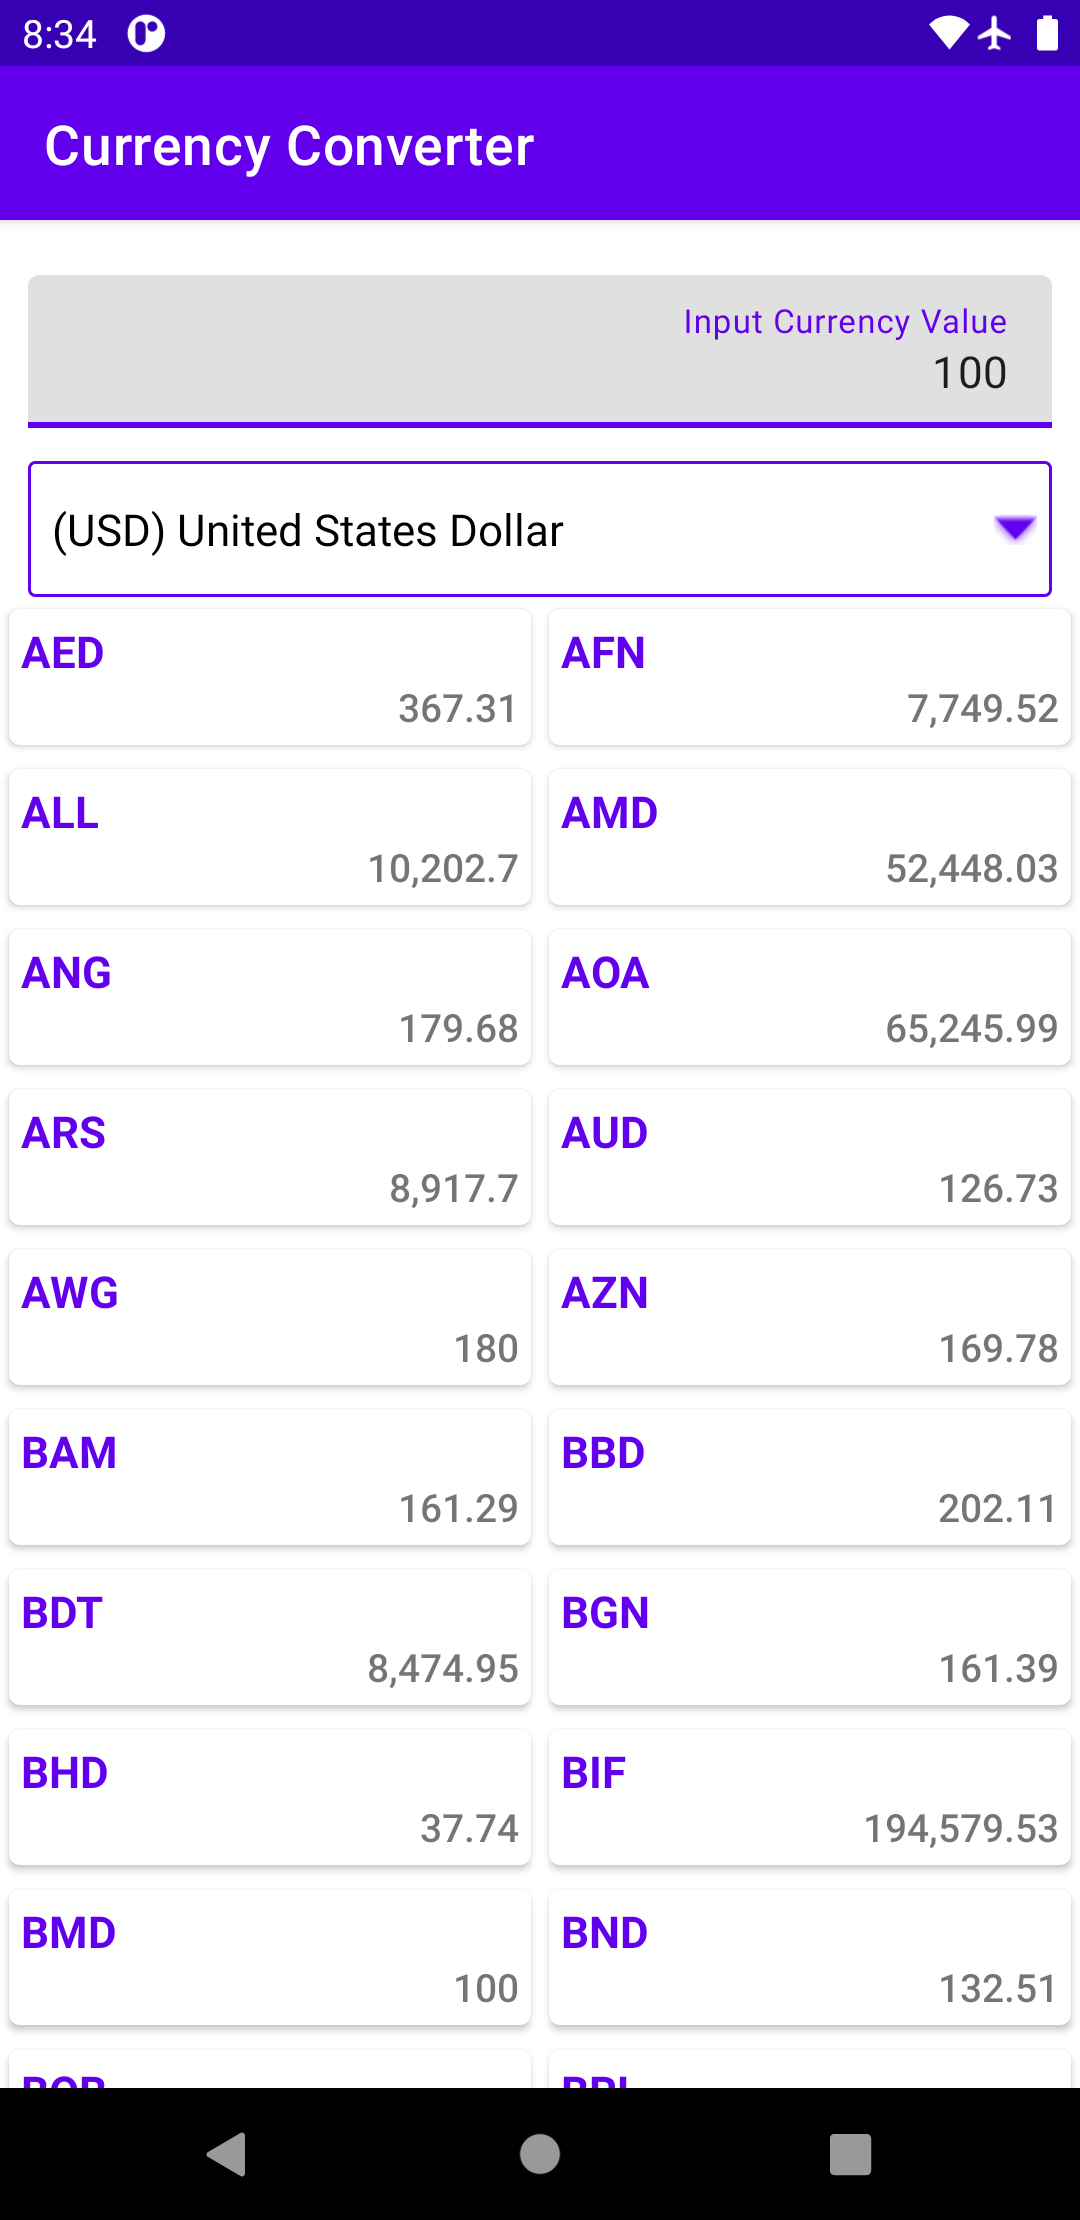 8:34
Currency Converter
Input Currency Value
100
(USD) United States Dollar
AED
367.31
AFN
7,749.52
ALL
10,202.7
AMD
52,448.03
ANG
179.68
AOA
65,245.99
ARS
8,917.7
AUD
126.73
AWG
180
AZN
169.78
BAM
161.29
BBD
202.11
BDT
8,474.95
BGN
161.39
BHD
37.74
BIF
194,579.53
BMD
100
BND
132.51